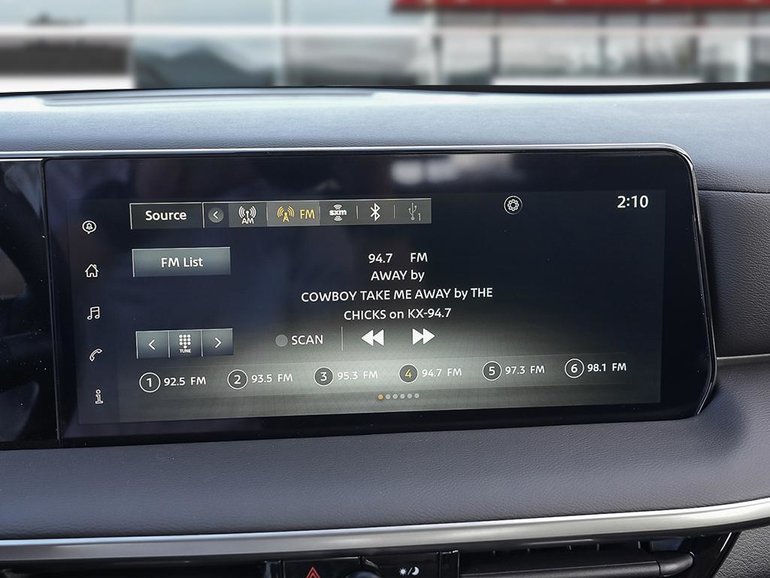 Source
AM
FM
sxm
1
2:10
FM List
94.7 FM
AWAY by
COWBOY TAKE ME AWAY by THE
CHICKS on KX-94.7
TUNE
SCAN
1 92.5 FM
2 93.5 FM
3 95.3 FM
4 94.7 FM
5 97.3 FM
6 98.1 FM